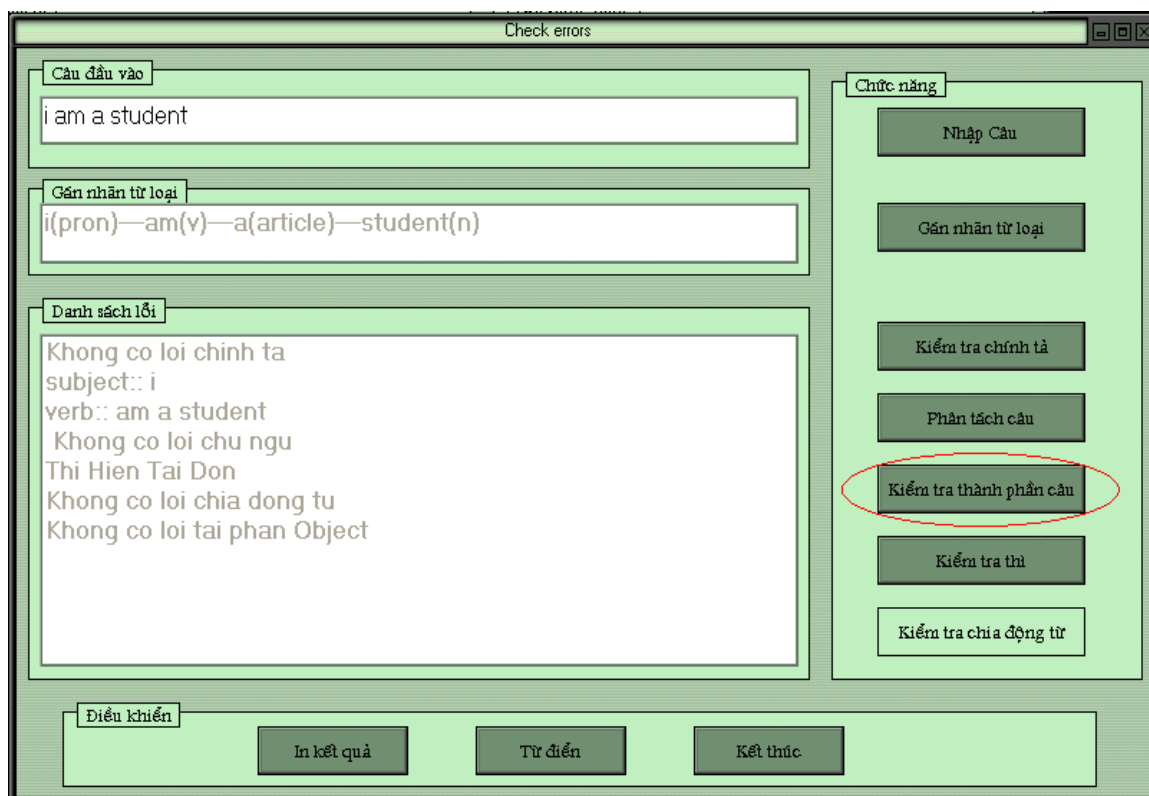 Check errors
Câu đầu vào
i am a student
Gán nhãn từ loại
i(pron)—am(v)—a(article)—student(n)
Danh sách lỗi
Khong co loi chinh ta
subject:: i
verb:: am a student
Khong co loi chu ngu
Thi Hien Tai Don
Khong co loi chia dong tu
Khong co loi tai phan Object
Chức năng
Nhập Câu
Gán nhãn từ loại
Kiểm tra chính tả
Phân tách câu
Kiểm tra thành phần câu
Kiểm tra thì
Kiểm tra chia động từ
Điều khiển
In kết quả
Từ điển
Kết thúc